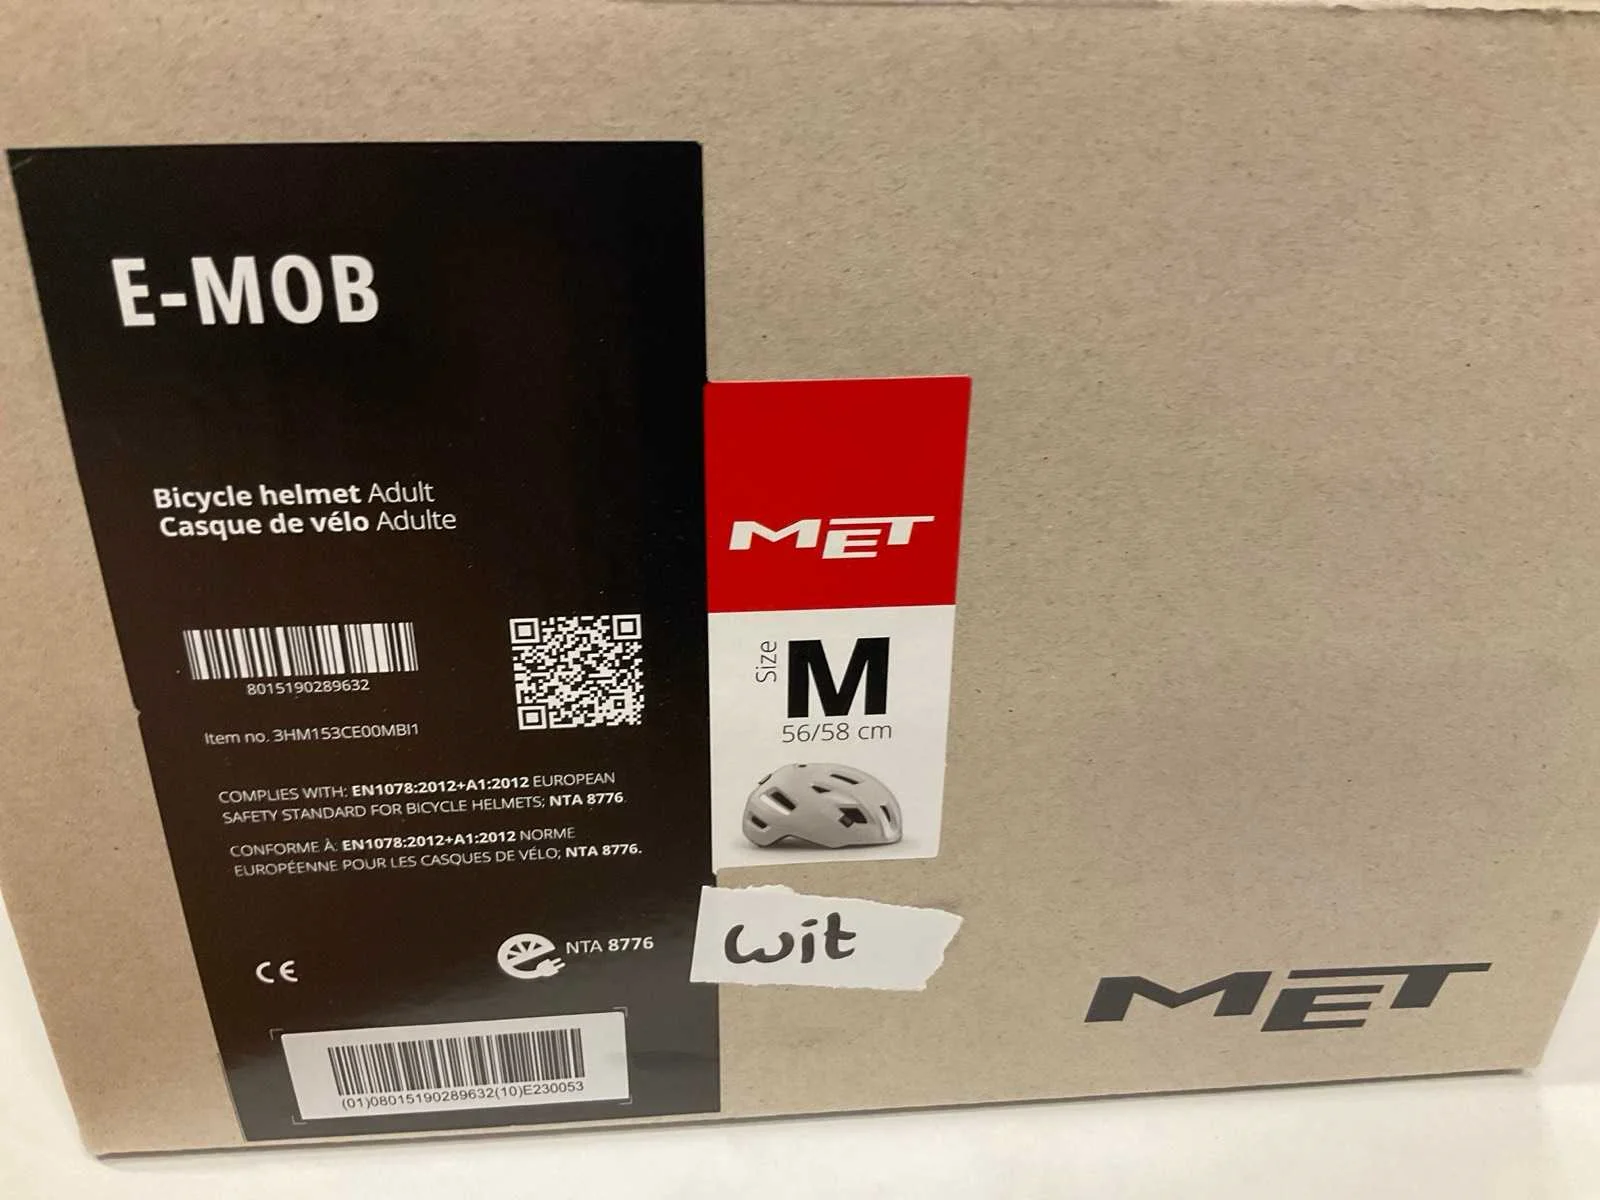 E-MOB
Bicycle helmet Adult
Casque de vélo Adulte
8015190289632
Item no. 3HM153CE00MBI1
COMPLIES WITH: EN1078:2012+A1:2012 EUROPEAN
SAFETY STANDARD FOR BICYCLE HELMETS; NTA 8776.
CONFORME À: EN1078:2012+A1:2012 NORME
EUROPÉENNE POUR LES CASQUES DE VÉLO; NTA 8776.
CE
NTA 8776
(01)08015190289632(10)E230053
MET
Size
M
56/58 cm
wit
MET